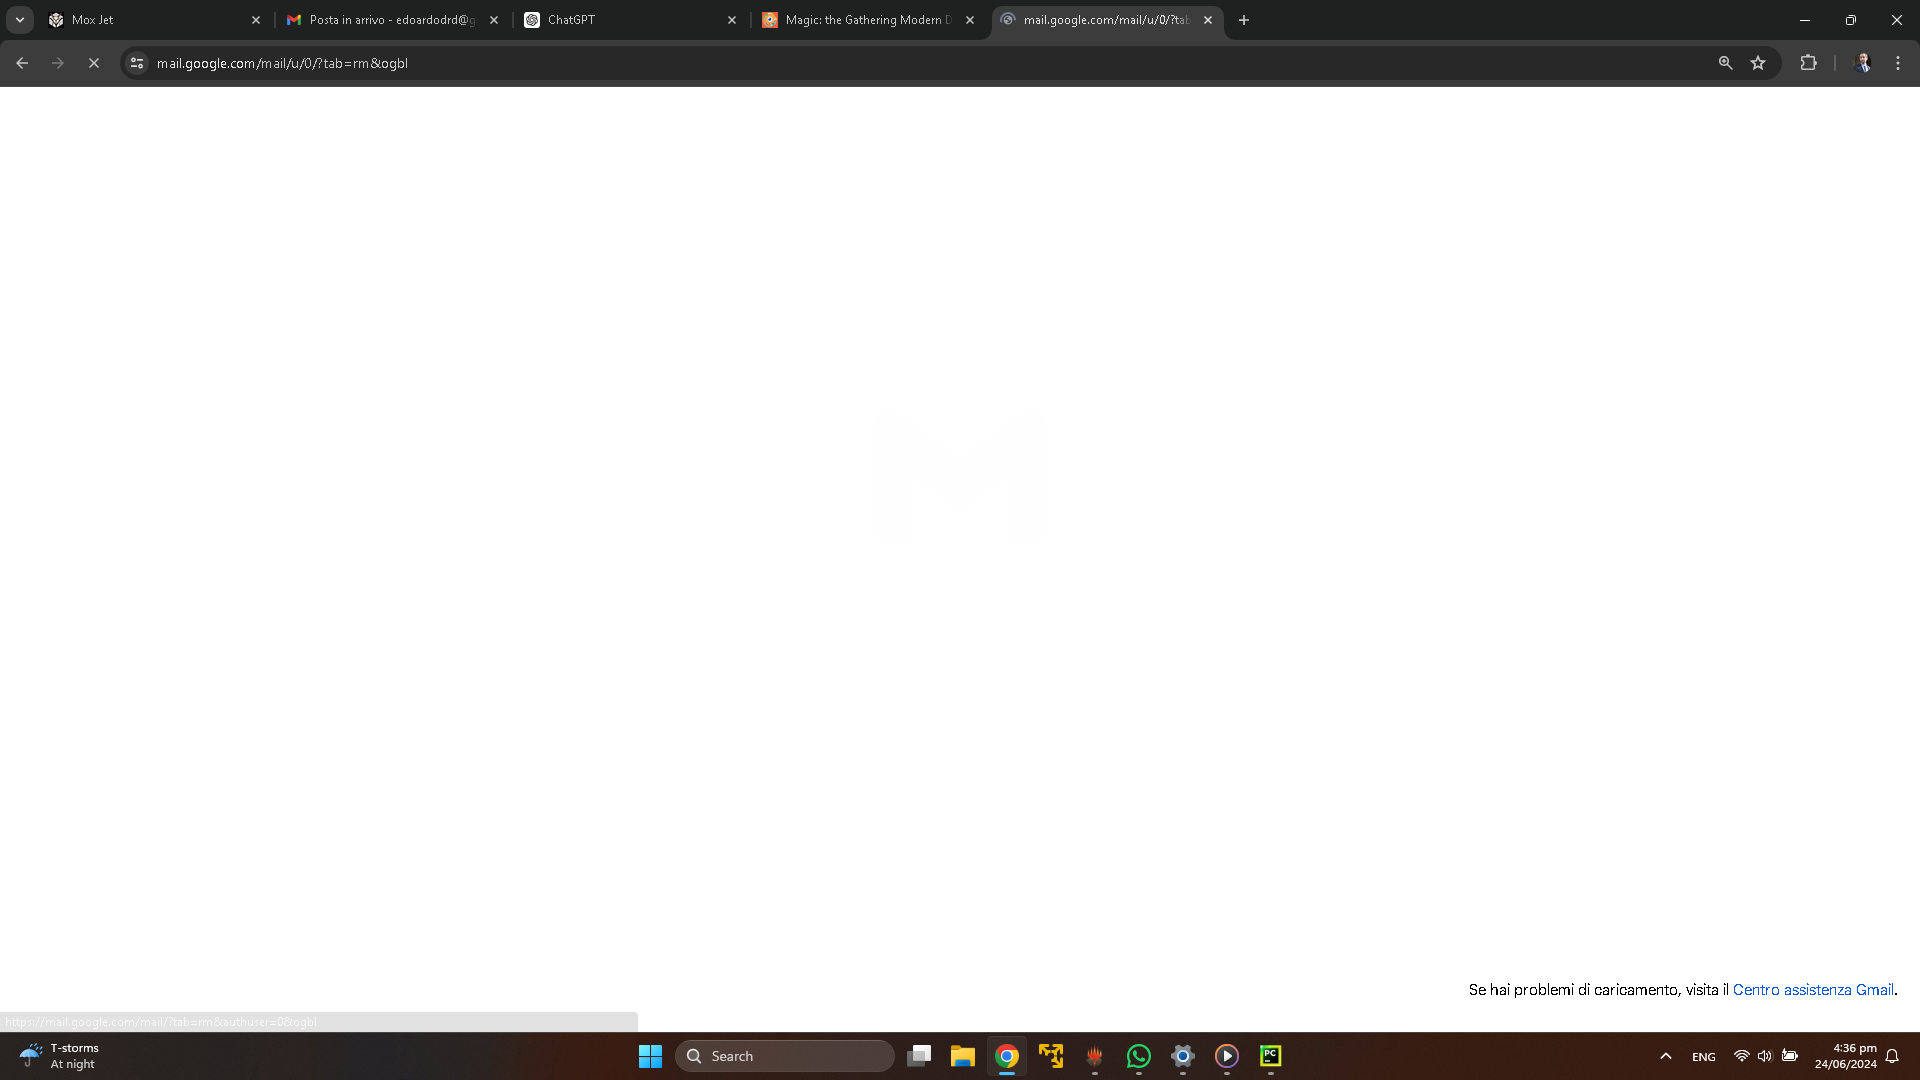 Mox Jet
Posta in arrivo - edoardodrd@g
ChatGPT
Magic: the Gathering Modern D
mail.google.com/mail/u/0/?tab
mail.google.com/mail/u/0/?tab=rm&ogbl
Se hai problemi di caricamento, visita il Centro assistenza Gmail.
https://mail.google.com/mail/?tab=rm&authuser=0&ogbl
T-storms
At night
Search
PC
ENG
4:36 pm
24/06/2024